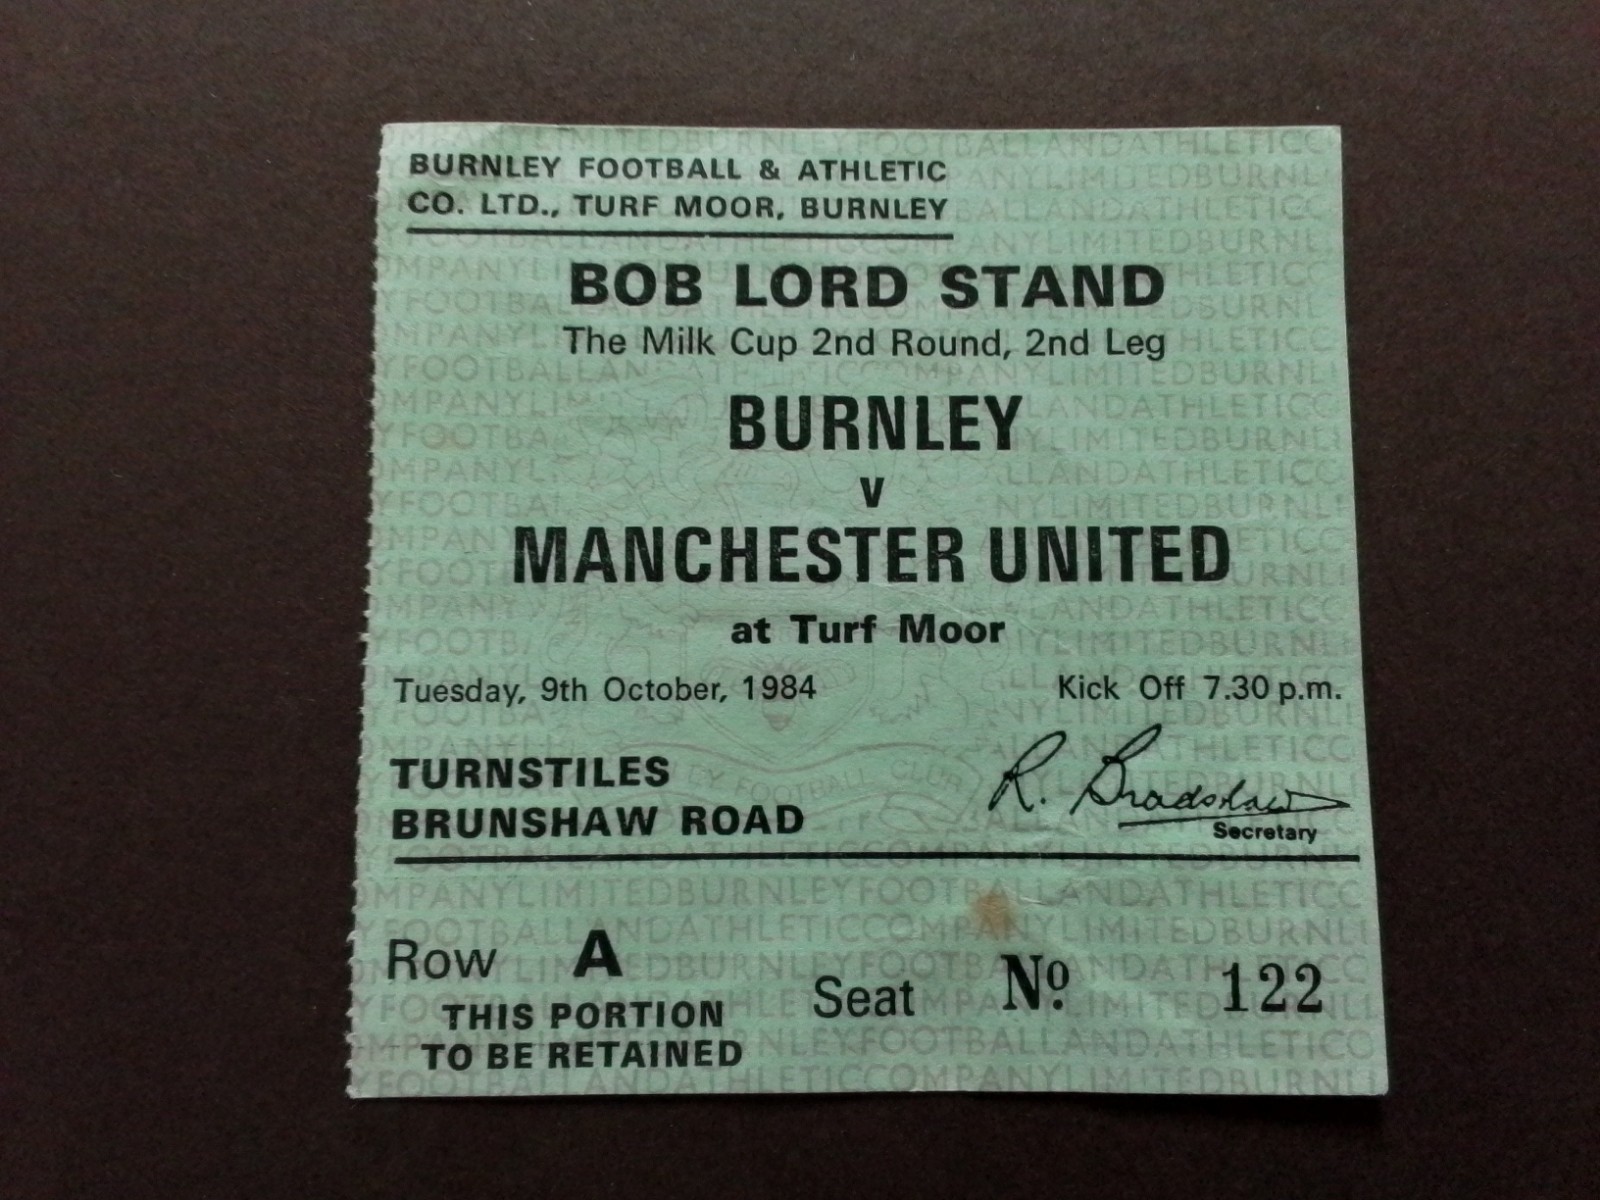 BURNLEY FOOTBALL & ATHLETIC
CO. LTD., TURF MOOR, BURNLEY
BOB LORD STAND
The Milk Cup 2nd Round, 2nd Leg
BURNLEY
v
MANCHESTER UNITED
at Turf Moor
Tuesday, 9th October, 1984 Kick Off 7.30 p.m.
TURNSTILES
BRUNSHAW ROAD
R. Bradshaw
Secretary
Row A
THIS PORTION
TO BE RETAINED
Seat Nº 122